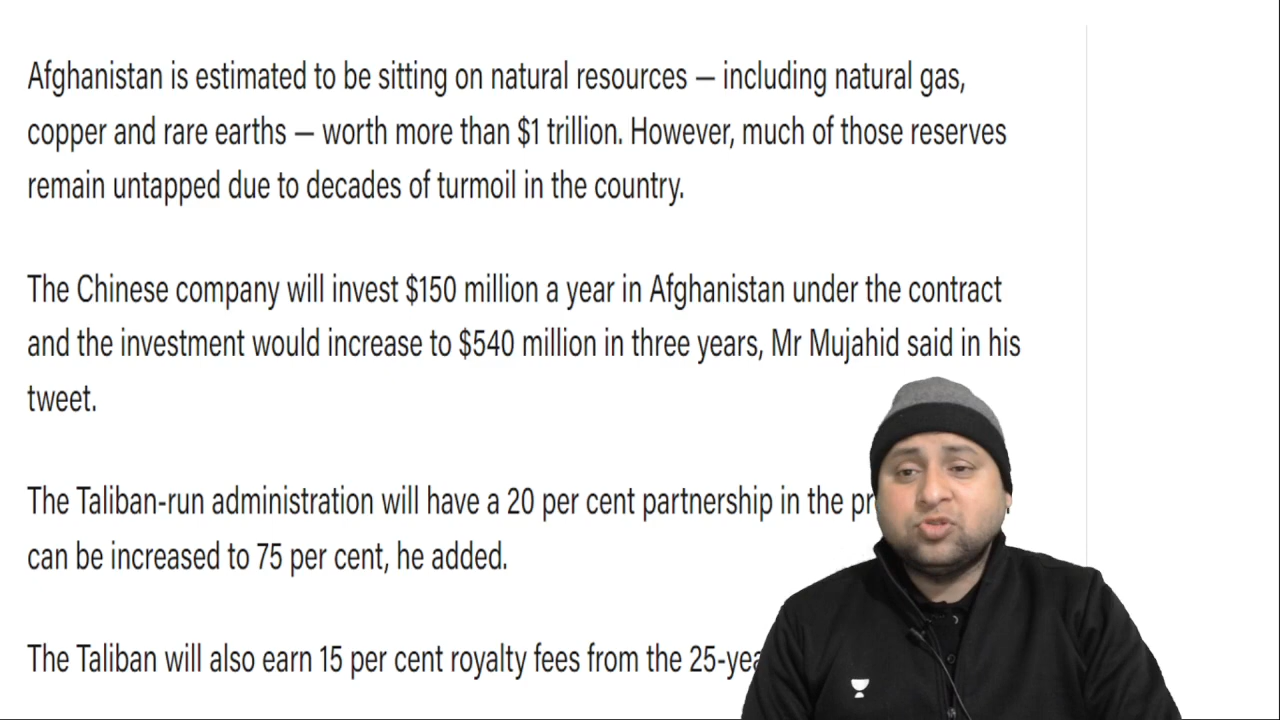 Afghanistan is estimated to be sitting on natural resources — including natural gas,
copper and rare earths — worth more than $1 trillion. However, much of those reserves
remain untapped due to decades of turmoil in the country.
The Chinese company will invest $150 million a year in Afghanistan under the contract
and the investment would increase to $540 million in three years, Mr Mujahid said in his
tweet.
The Taliban-run administration will have a 20 per cent partnership in the
can be increased to 75 per cent, he added.
The Taliban will also earn 15 per cent royalty fees from the